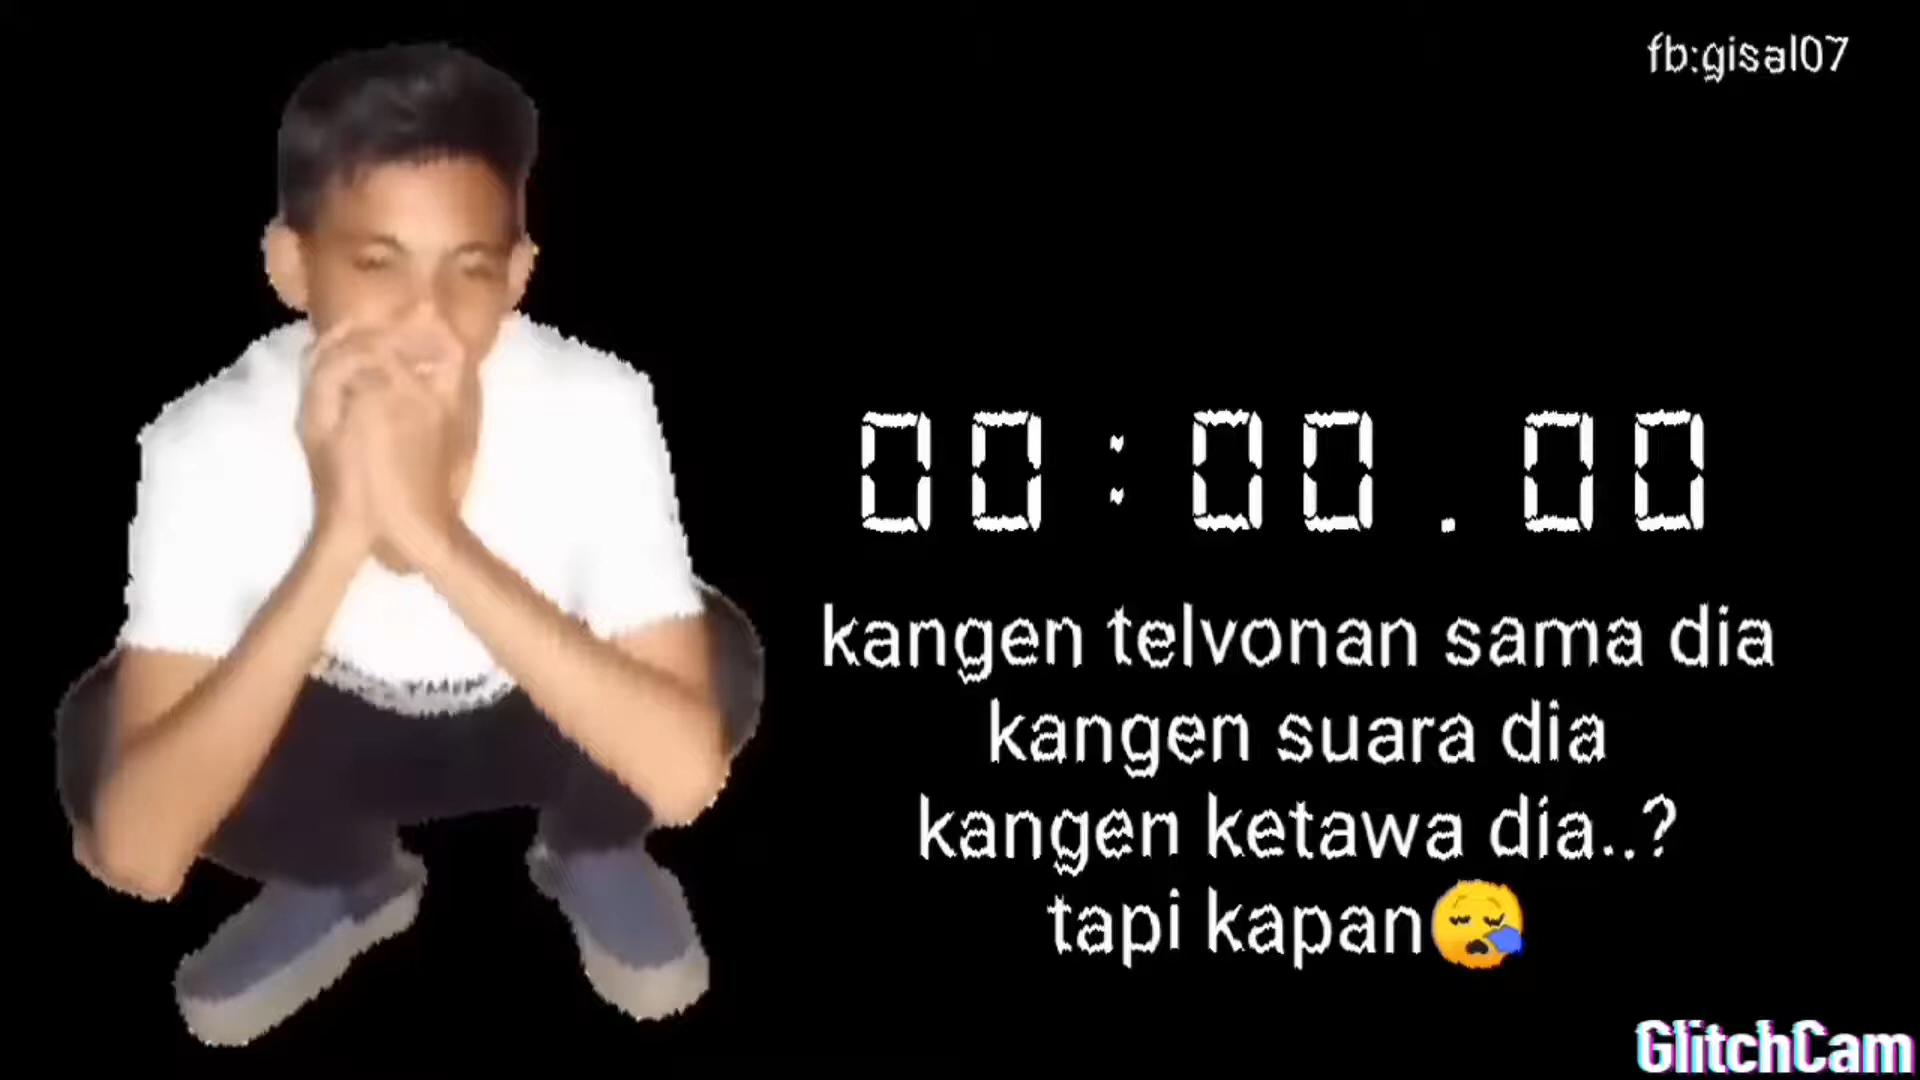 fb:gisal07
00:00.00
kangen telvonan sama dia
kangen suara dia
kangen ketawa dia..?
tapi kapan😪
GlitchCam